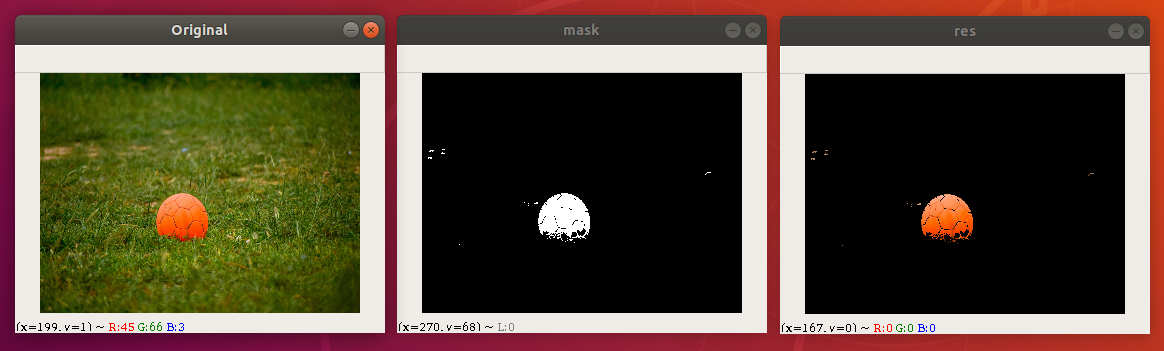 Original
mask
res
(x=199, y=1) ~ R:45 G:66 B:3
(x=270, y=68) ~ L:0
(x=167, y=0) ~ R:0 G:0 B:0